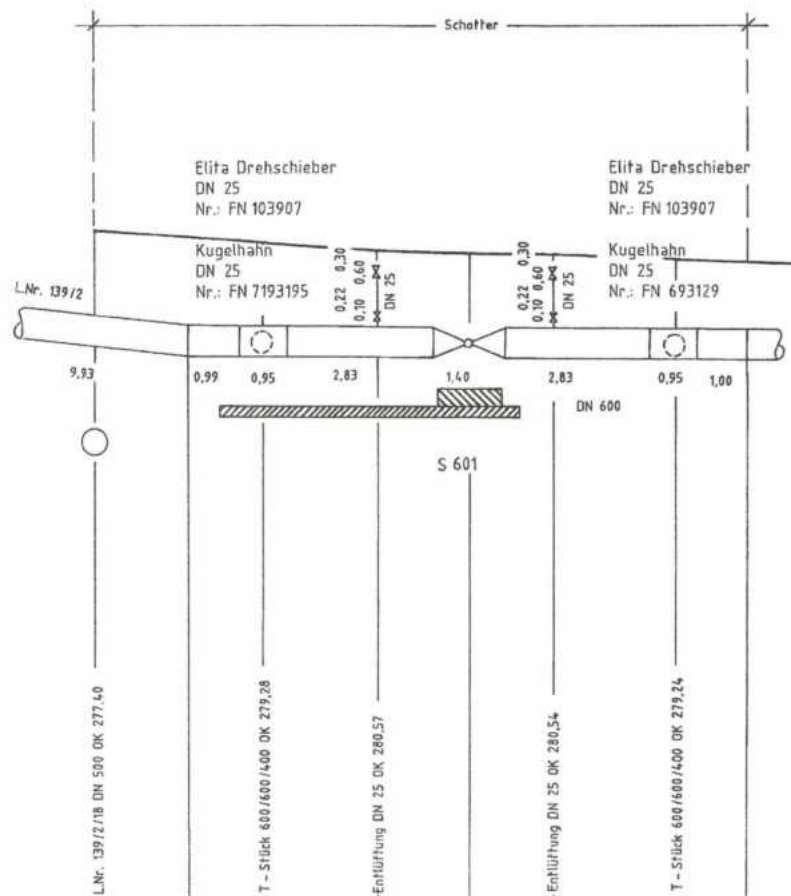 Schotter
Elita Drehschieber
DN 25
Nr.: FN 103907
Elita Drehschieber
DN 25
Nr.: FN 103907
Kugelhahn
DN 25
Nr.: FN 7193195
0,30
0,60
0,22
0,10
DN 25
0,30
0,60
0,22
0,10
DN 25
Kugelhahn
DN 25
Nr.: FN 693129
L.Nr. 139/2
9,93
0,99
0,95
2,83
1,40
2,83
0,95
1,00
DN 600
S 601
L.Nr. 139/2/18 DN 500 OK 277,40
T - Stück 600/600/400 OK 279,28
-Entlüftung DN 25 OK 280,57
-Entlüftung DN 25 OK 280,54
T - Stück 600/600/400 OK 279,24